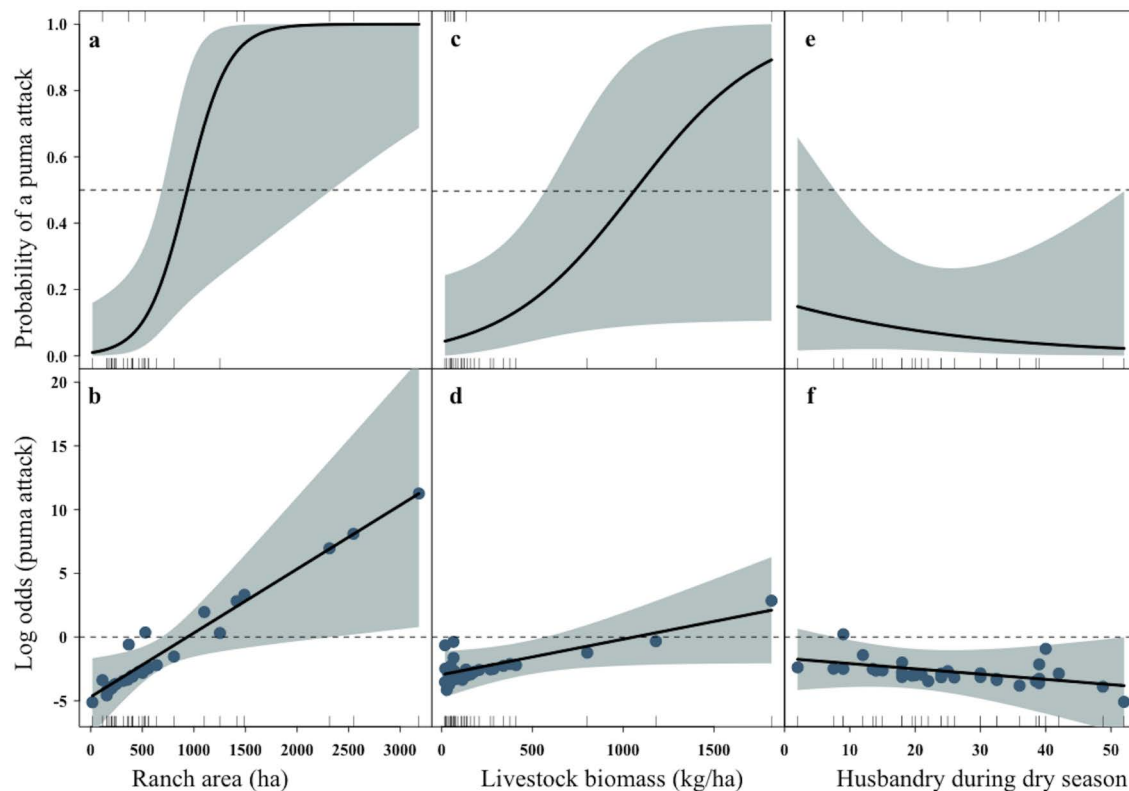 a
c
e
Probability of a puma attack
1.0
0.8
0.6
0.4
0.2
0.0
b
d
f
Log odds (puma attack)
20
15
10
5
0
-5
0 500 1000 1500 2000 2500 3000
0 500 1000 1500
0 10 20 30 40 50
Ranch area (ha)
Livestock biomass (kg/ha)
Husbandry during dry season